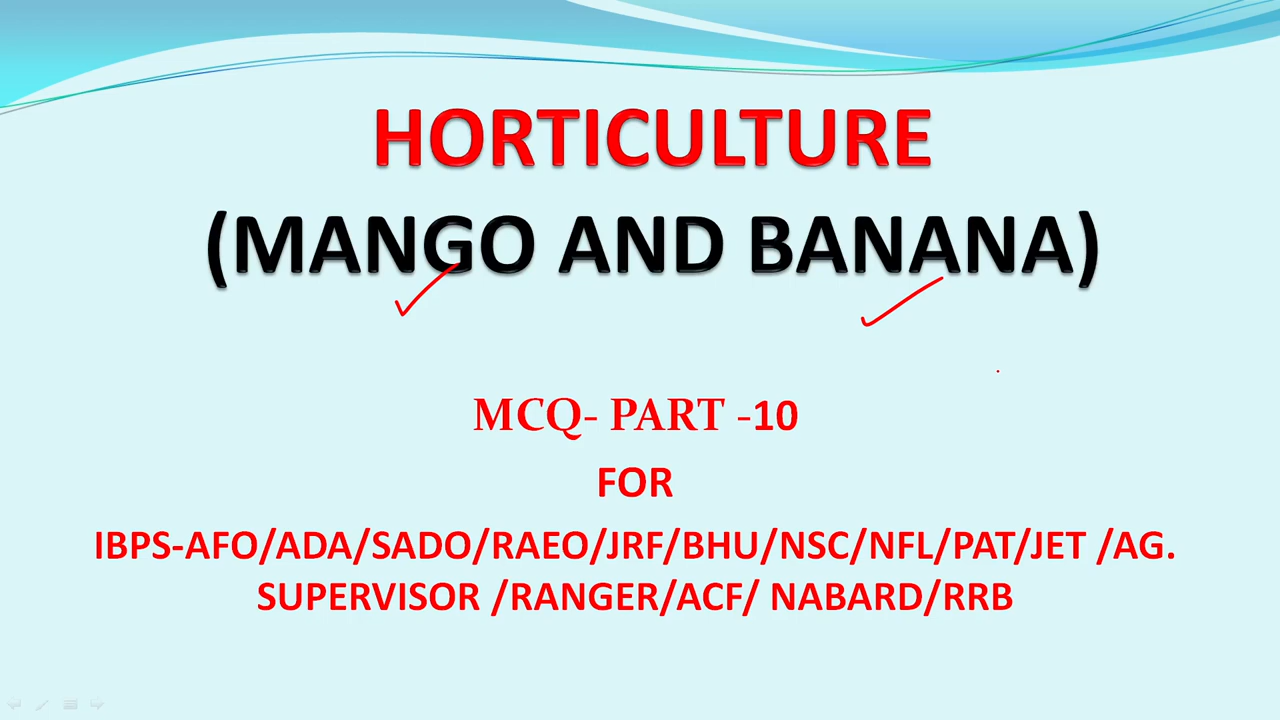 HORTICULTURE
(MANGO AND BANANA)
MCQ- PART -10
FOR
IBPS-AFO/ADA/SADO/RAEO/JRF/BHU/NSC/NFL/PAT/JET /AG.
SUPERVISOR /RANGER/ACF/ NABARD/RRB